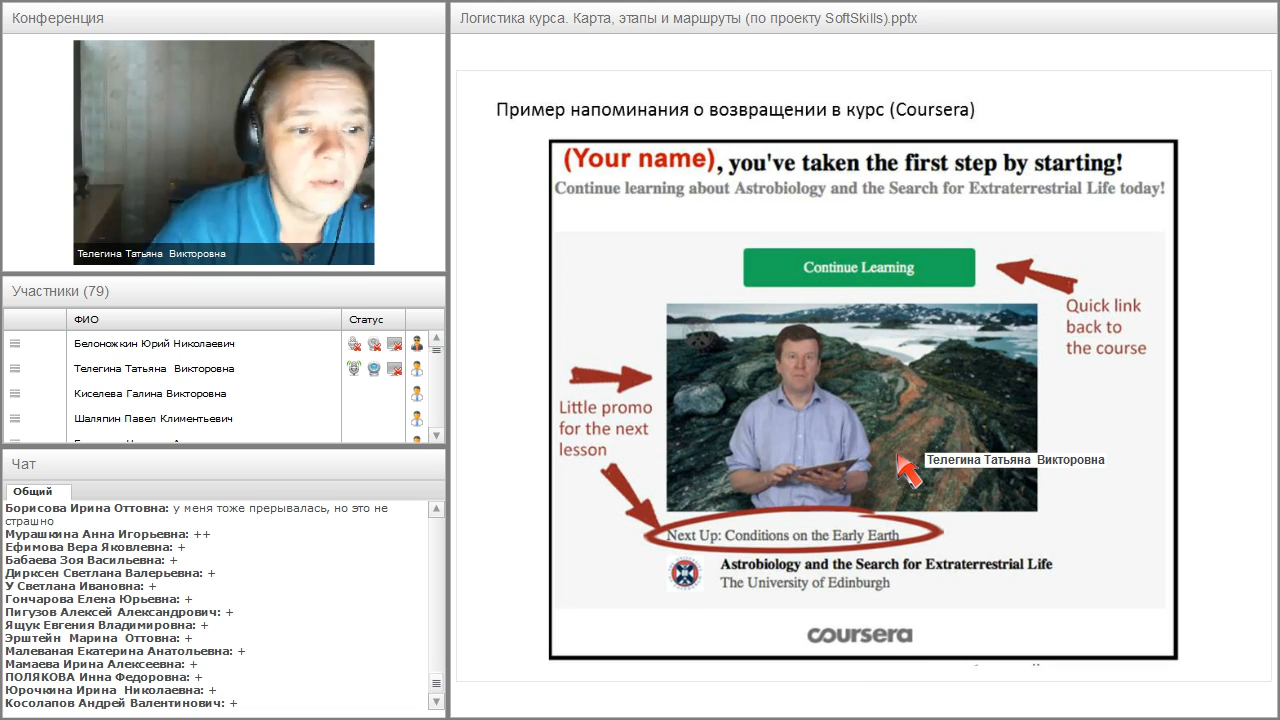 Конференция
Телегина Татьяна  Викторовна
Участники (79)
ФИО
Статус
Белоножкин Юрий Николаевич
Телегина Татьяна  Викторовна
Киселева Галина Викторовна
Шаляпин Павел Климентьевич
Чат
Общий
Борисова Ирина Оттовна: у меня тоже прерывалась, но это не
страшно
Мурашкина Анна Игорьевна: ++
Ефимова Вера Яковлевна: +
Бабаева Зоя Васильевна: +
Дирксен Светлана Валерьевна: +
У Светлана Ивановна: +
Гончарова Елена Юрьевна: +
Пигузов Алексей Александрович: +
Ящук Евгения Владимировна: +
Эрштейн  Марина  Оттовна: +
Малеваная Екатерина Анатольевна: +
Мамаева Ирина Алексеевна: +
ПОЛЯКОВА Инна Федоровна: +
Юрочкина Ирина  Николаевна: +
Косолапов Андрей Валентинович: +
Логистика курса. Карта, этапы и маршруты (по проекту SoftSkills).pptx
Пример напоминания о возвращении в курс (Coursera)
(Your name), you've taken the first step by starting!
Continue learning about Astrobiology and the Search for Extraterrestrial Life today!
Continue Learning
Quick link
back to
the course
Little promo
for the next
lesson
Телегина Татьяна  Викторовна
Next Up: Conditions on the Early Earth
Astrobiology and the Search for Extraterrestrial Life
The University of Edinburgh
coursera